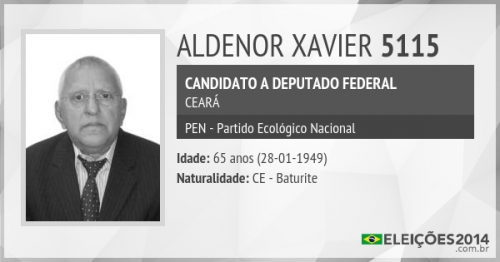 ALDENOR XAVIER 5115
CANDIDATO A DEPUTADO FEDERAL
CEARÁ
PEN - Partido Ecológico Nacional
Idade: 65 anos (28-01-1949)
Naturalidade: CE - Baturite
ELEIÇÕES2014
.com.br